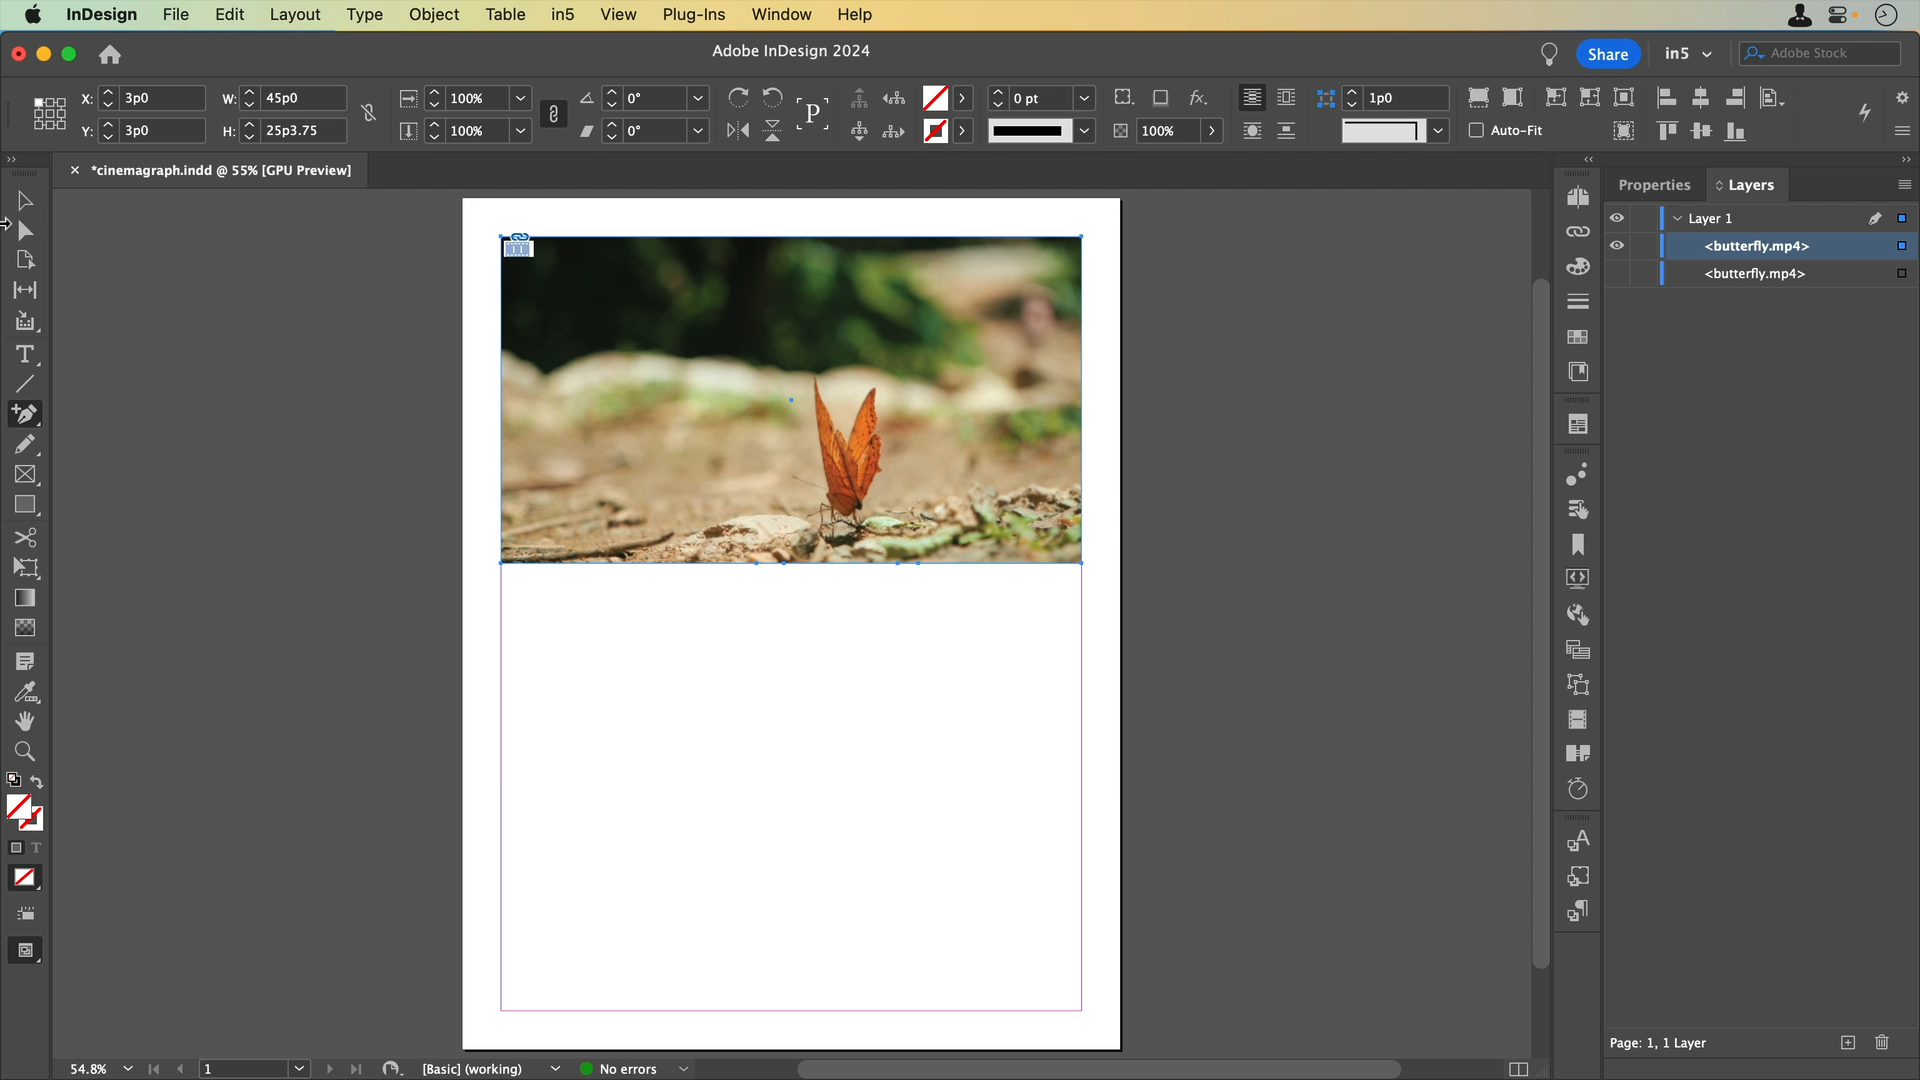 InDesign File Edit Layout Type Object Table in5 View Plug-Ins Window Help
Adobe InDesign 2024
Share
in5
Adobe Stock
X: 3p0 W: 45p0 100% 0° P fx. 0 pt 1p0
Y: 3p0 H: 25p3.75 100% 0° 100% Auto-Fit
*cinemagraph.indd @ 55% [GPU Preview]
Properties Layers
Layer 1
<butterfly.mp4>
<butterfly.mp4>
Page: 1, 1 Layer
54.8% 1 [Basic] (working) No errors